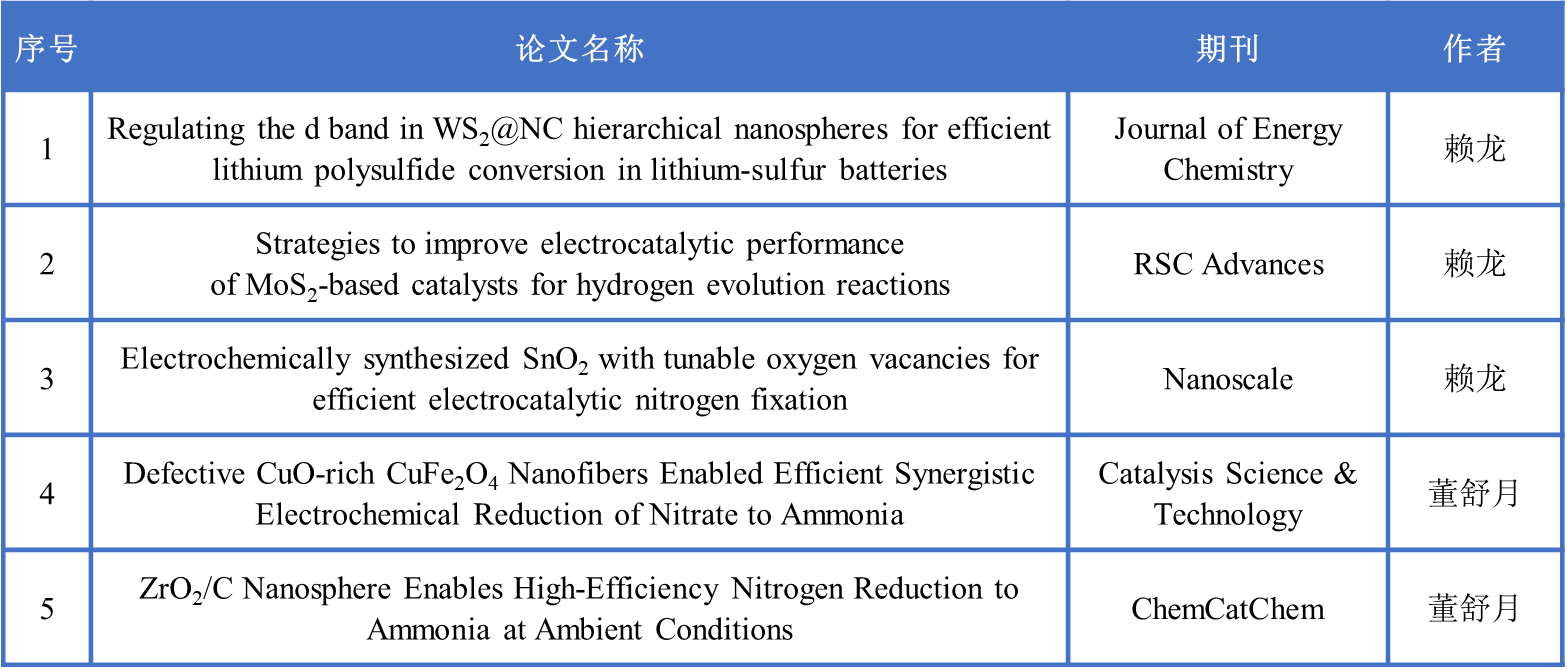 序号 论文名称 期刊 作者
1 Regulating the d band in WS₂@NC hierarchical nanospheres for efficient
lithium polysulfide conversion in lithium-sulfur batteries
Journal of Energy
Chemistry
赖龙
2 Strategies to improve electrocatalytic performance
of MoS₂-based catalysts for hydrogen evolution reactions
RSC Advances
赖龙
3 Electrochemically synthesized SnO₂ with tunable oxygen vacancies for
efficient electrocatalytic nitrogen fixation
Nanoscale
赖龙
4 Defective CuO-rich CuFe₂O₄ Nanofibers Enabled Efficient Synergistic
Electrochemical Reduction of Nitrate to Ammonia
Catalysis Science &
Technology
董舒月
5 ZrO₂/C Nanosphere Enables High-Efficiency Nitrogen Reduction to
Ammonia at Ambient Conditions
ChemCatChem
董舒月